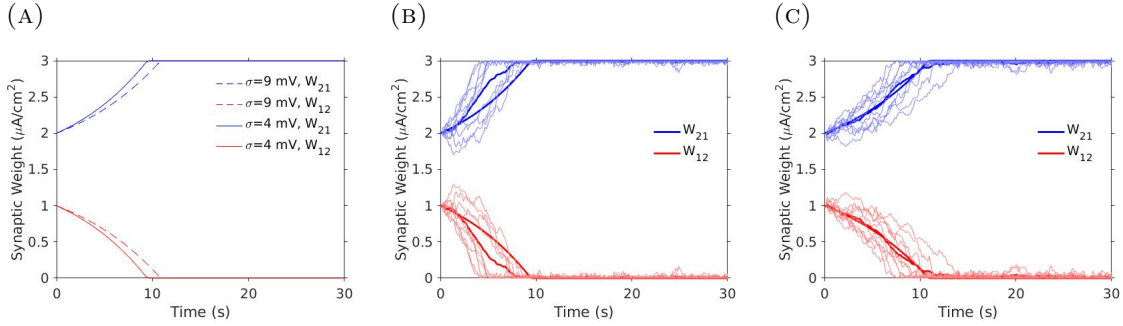 (A)
3
2.5
2
1.5
1
0.5
0
0
10
20
30
Synaptic Weight (μA/cm²)
Time (s)
σ=9 mV, W₂₁
σ=9 mV, W₁₂
σ=4 mV, W₂₁
σ=4 mV, W₁₂
(B)
3
2.5
2
1.5
1
0.5
0
0
10
20
30
Synaptic Weight (μA/cm²)
Time (s)
W₂₁
W₁₂
(C)
3
2.5
2
1.5
1
0.5
0
0
10
20
30
Synaptic Weight (μA/cm²)
Time (s)
W₂₁
W₁₂